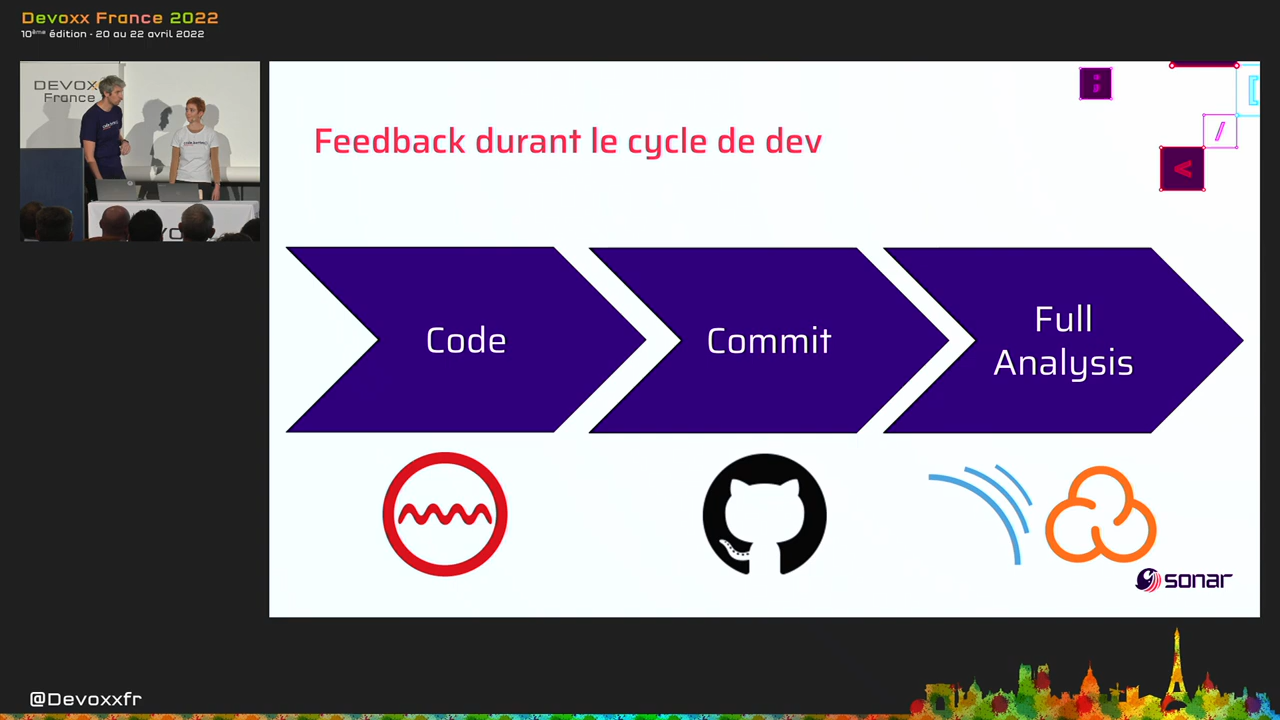 Devoxx France 2022
10ème édition - 20 au 22 avril 2022
DEVOXX
France
Feedback durant le cycle de dev
;
/
<
[
Code
Commit
Full
Analysis
sonar
@Devoxxfr